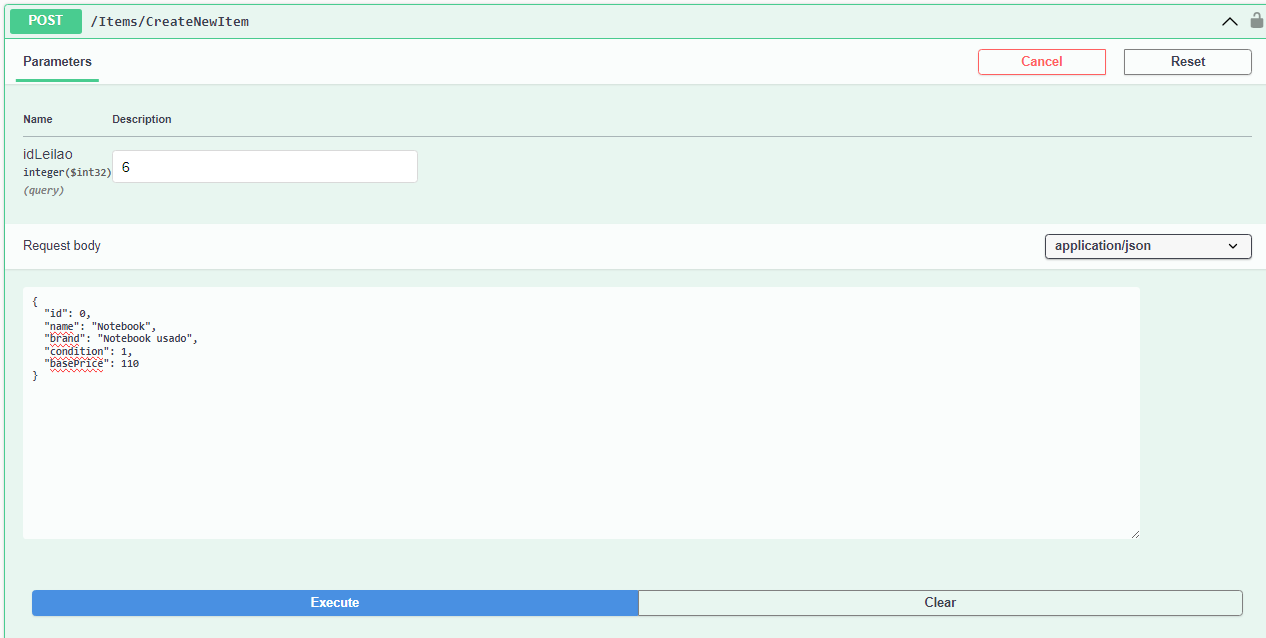 POST /Items/CreateNewItem
Parameters
Cancel
Reset
Name Description
idLeilao
integer($int32)
(query)
6
Request body
application/json
{
  "id": 0,
  "name": "Notebook",
  "brand": "Notebook usado",
  "condition": 1,
  "basePrice": 110
}
Execute
Clear